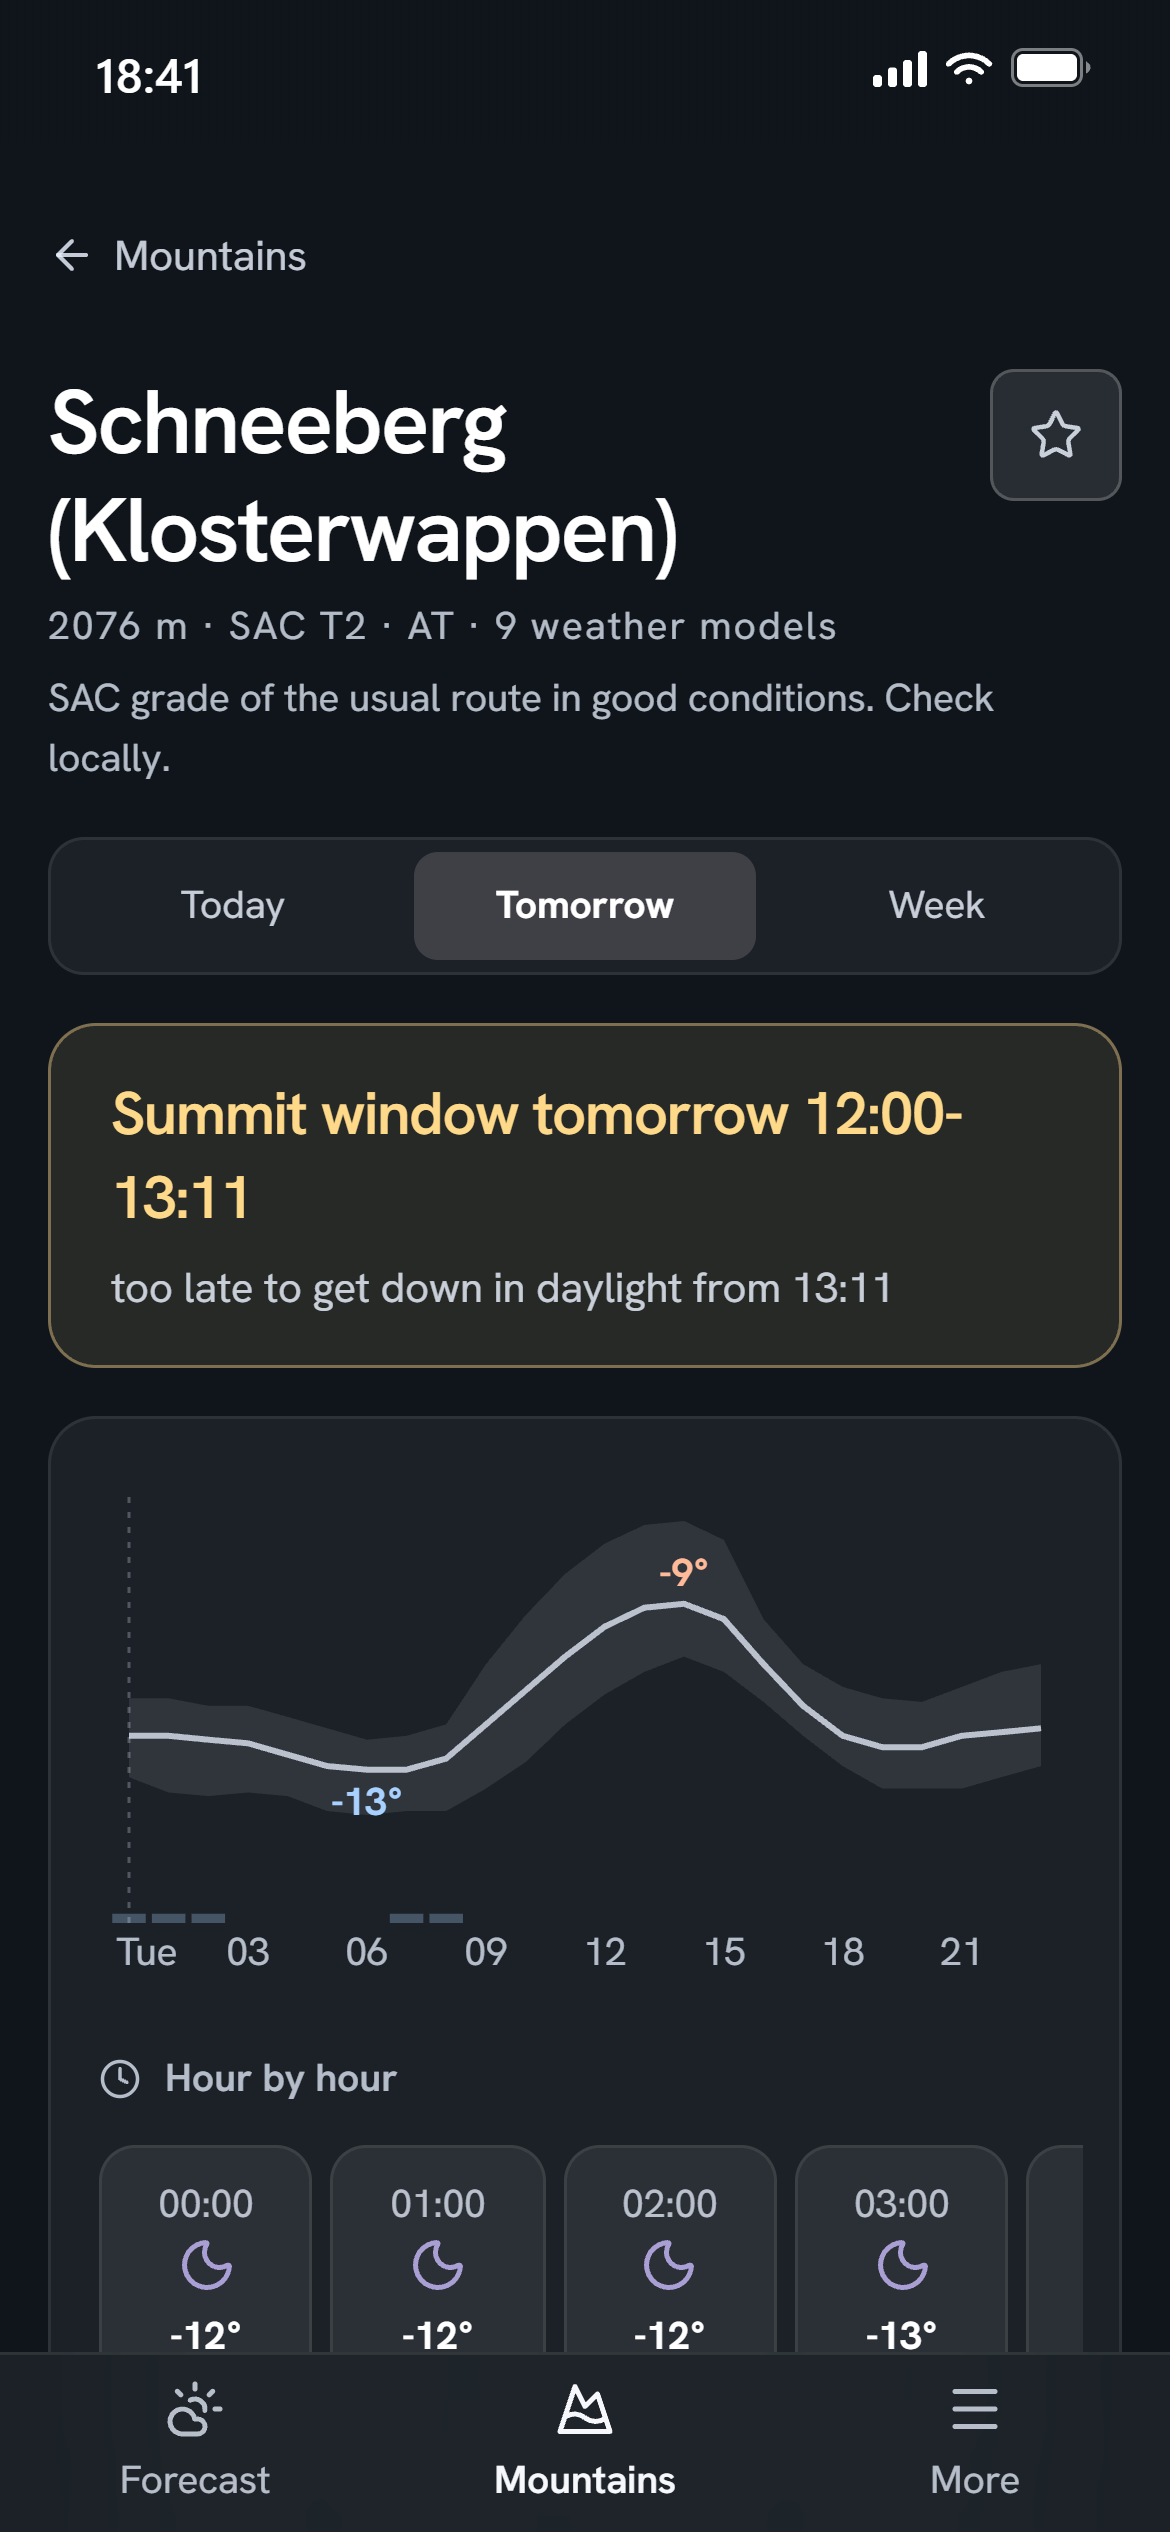 18:41
Mountains
Schneeberg
(Klosterwappen)
2076 m · SAC T2 · AT · 9 weather models
SAC grade of the usual route in good conditions. Check
locally.
Today Tomorrow Week
Summit window tomorrow 12:00-
13:11
too late to get down in daylight from 13:11
-9°
-13°
Tue 03 06 09 12 15 18 21
Hour by hour
00:00 01:00 02:00 03:00
-12° -12° -12° -13°
Forecast Mountains More